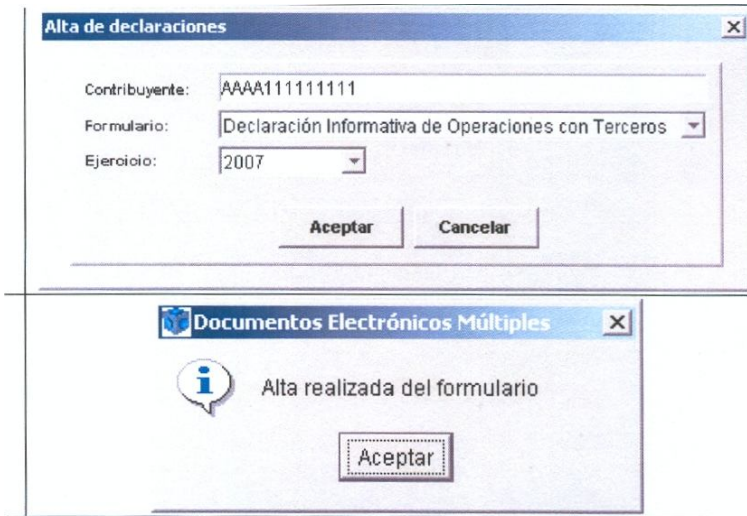 Alta de declaraciones
Contribuyente: AAAA111111111
Formulario: Declaración Informativa de Operaciones con Terceros
Ejercicio: 2007
Aceptar Cancelar
Documentos Electrónicos Múltiples
Alta realizada del formulario
Aceptar